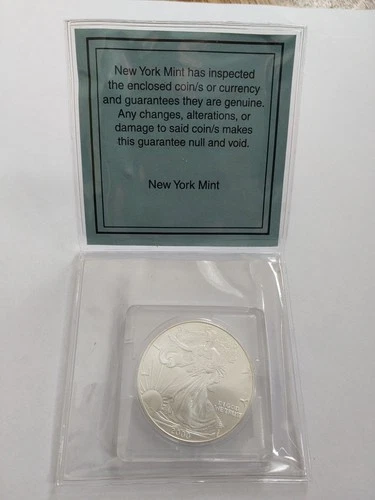 New York Mint has inspected
the enclosed coin/s or currency
and guarantees they are genuine.
Any changes, alterations, or
damage to said coin/s makes
this guarantee null and void.
New York Mint